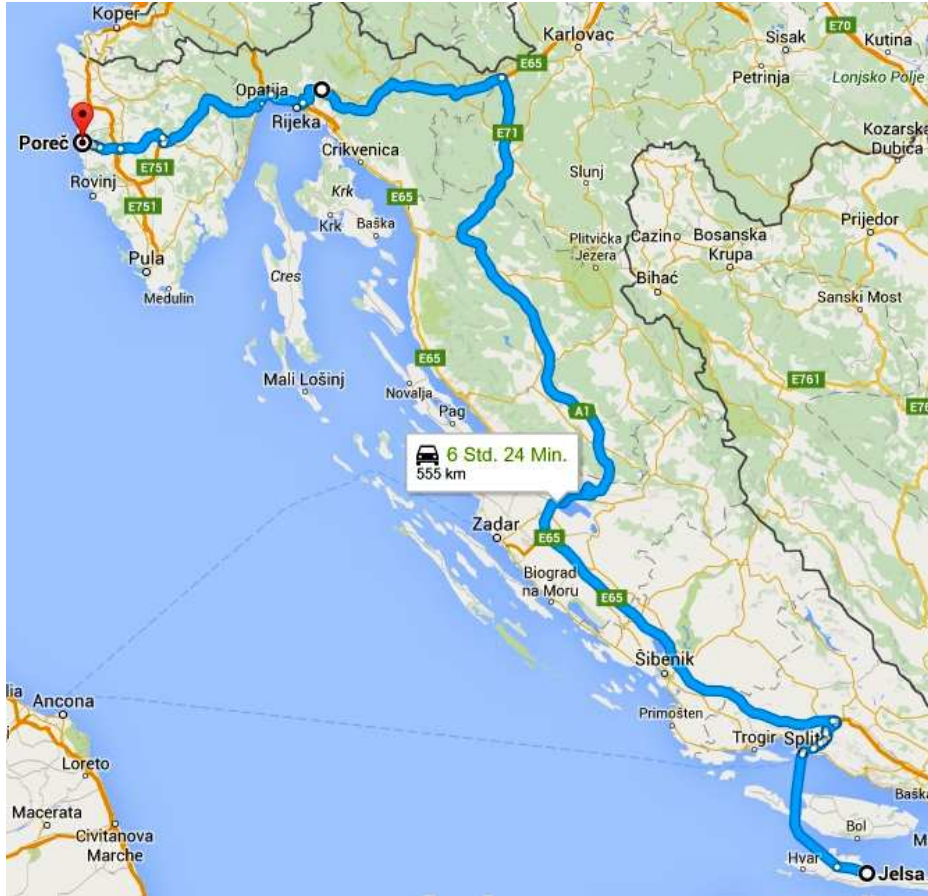 Koper
Karlovac
E65
Sisak
E70
Kutina
Petrinja
Lonjsko Polje
Opatija
Rijeka
Poreč
E751
E71
Kozarska
Dubica
Crikvenica
Rovinj
E751
Krk
Krk
E65
Baška
Slunj
Cazin
Bosanska
Krupa
Prijedor
Plitvička
Jezera
Pula
Medulin
Cres
Bihać
Sanski Most
E65
Mali Lošinj
Novalja
Pag
E761
A1
6 Std. 24 Min.
555 km
Zadar
E65
Biograd
na Moru
E65
Šibenik
Ancona
Primošten
Trogir
Split
Loreto
Macerata
Civitanova
Marche
Bol
Hvar
Jelsa